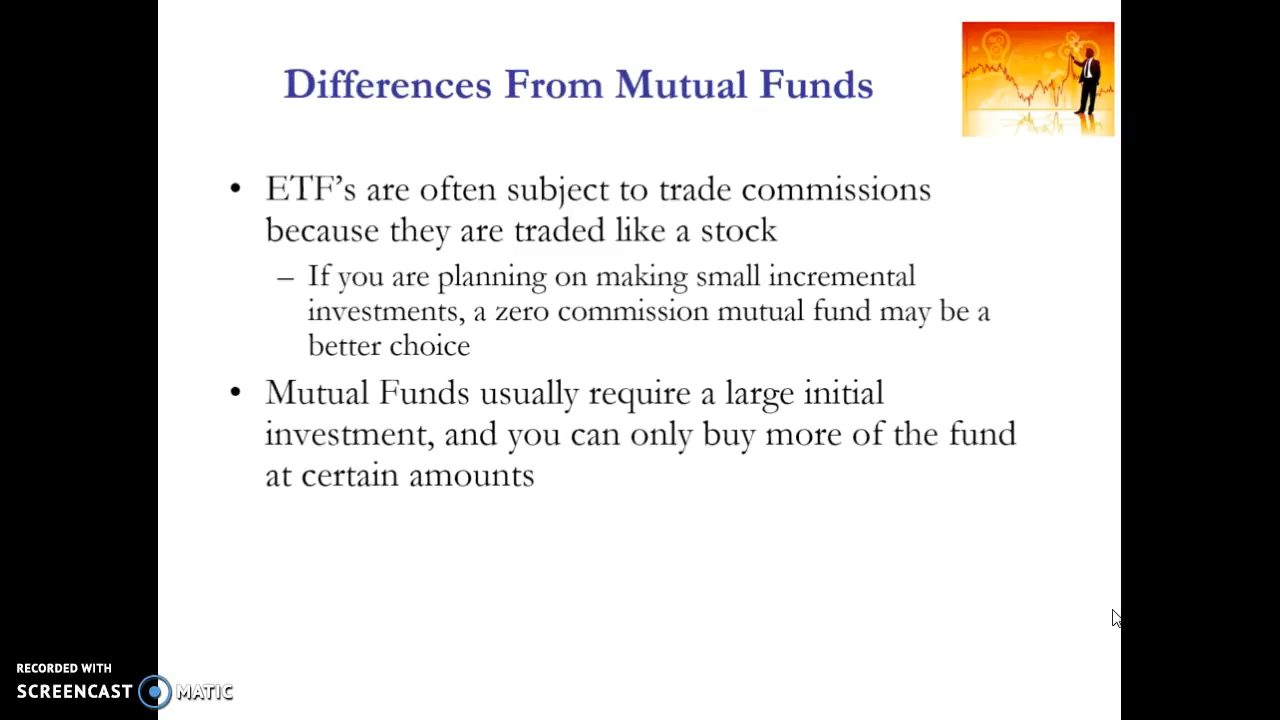 Differences From Mutual Funds
• ETF's are often subject to trade commissions
because they are traded like a stock
– If you are planning on making small incremental
investments, a zero commission mutual fund may be a
better choice
• Mutual Funds usually require a large initial
investment, and you can only buy more of the fund
at certain amounts
RECORDED WITH
SCREENCAST MATIC